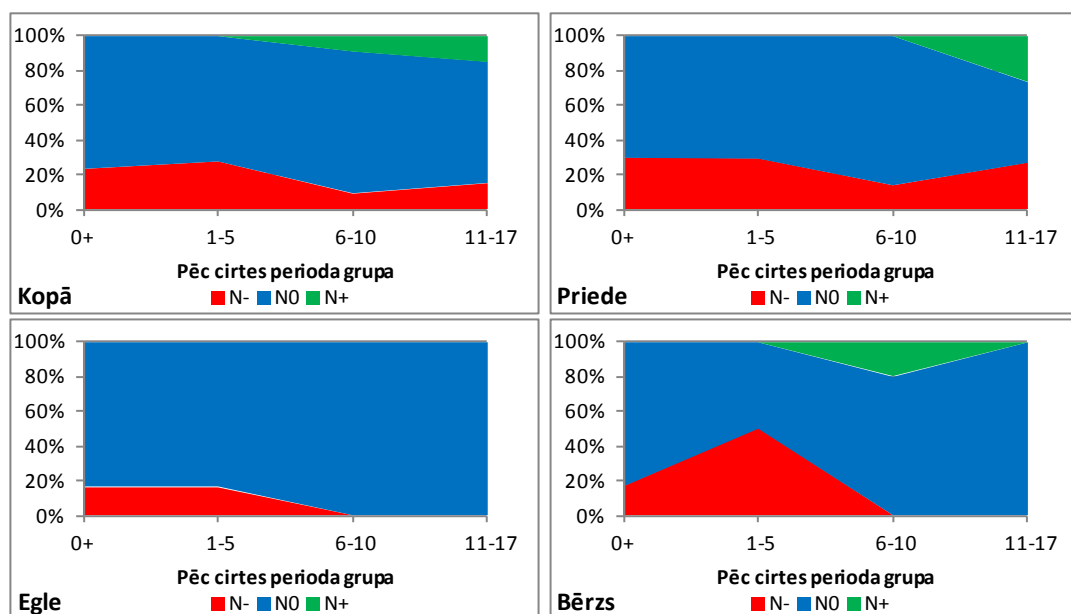 100%
80%
60%
40%
20%
0%
0+ 1-5 6-10 11-17
Pēc cirtes perioda grupa
Kopā
N- N0 N+
100%
80%
60%
40%
20%
0%
0+ 1-5 6-10 11-17
Pēc cirtes perioda grupa
Priede
N- N0 N+
100%
80%
60%
40%
20%
0%
0+ 1-5 6-10 11-17
Pēc cirtes perioda grupa
Egle
N- N0 N+
100%
80%
60%
40%
20%
0%
0+ 1-5 6-10 11-17
Pēc cirtes perioda grupa
Bērzs
N- N0 N+